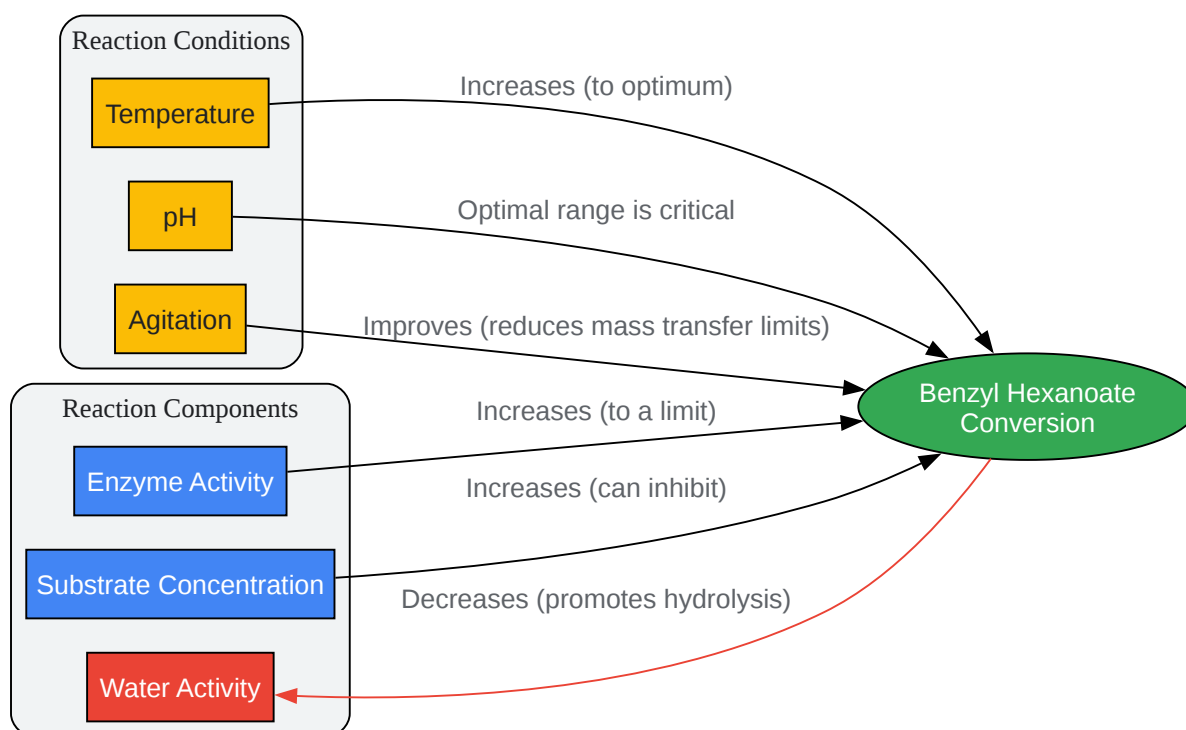 Reaction Conditions
Temperature
pH
Agitation
Increases (to optimum)
Optimal range is critical
Improves (reduces mass transfer limits)
Reaction Components
Enzyme Activity
Substrate Concentration
Water Activity
Increases (to a limit)
Increases (can inhibit)
Decreases (promotes hydrolysis)
Benzyl Hexanoate
Conversion